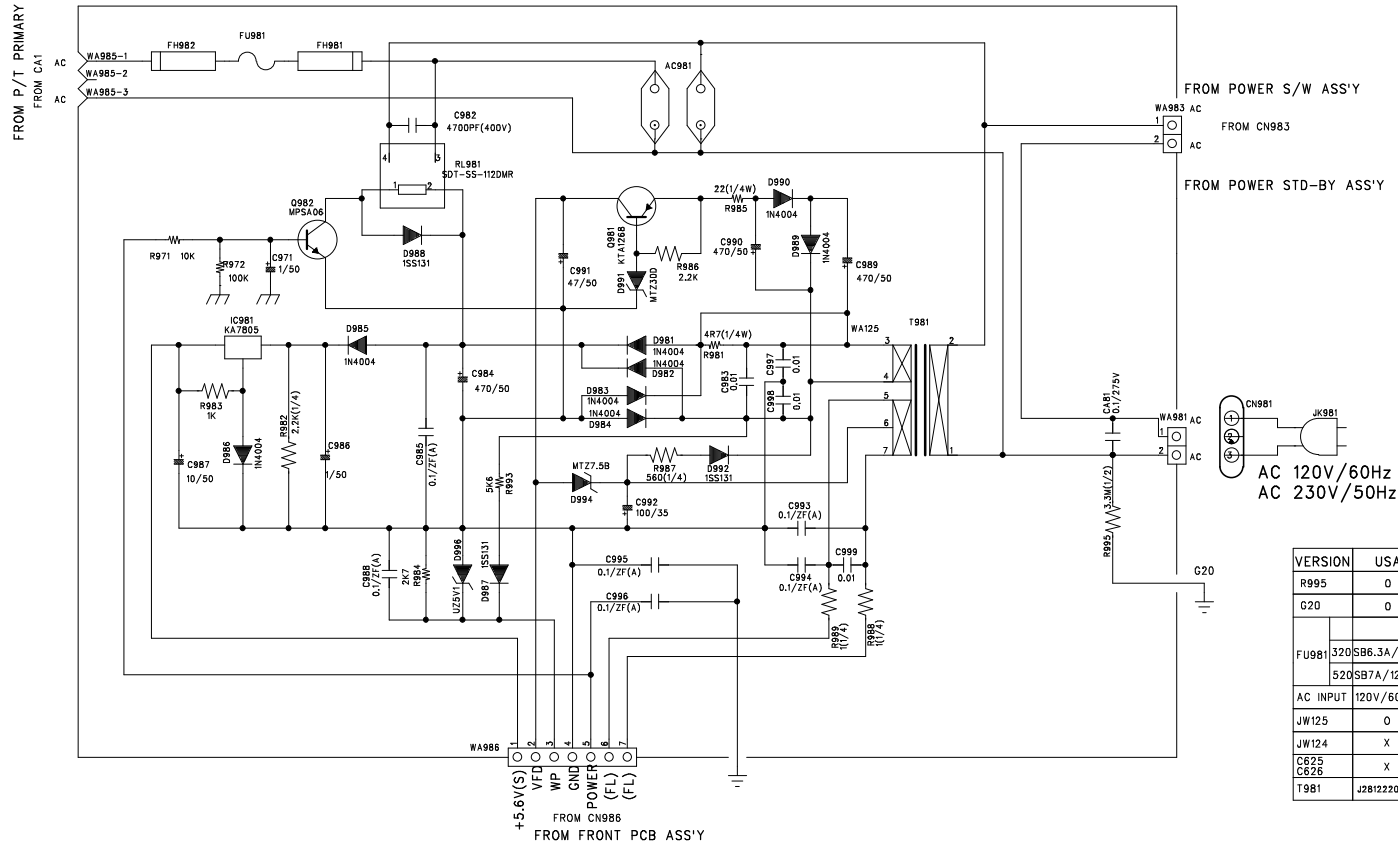 FROM P/T PRIMARY
FROM CA1
AC
WA985-1
WA985-2
AC
WA985-3
FH982
FU981
FH981
AC981
C982
4700PF(400V)
4
3
RL981
SDT-SS-112DMR
1
2
Q982
MPSA06
R971
10K
R972
100K
C971
1/50
D988
1SS131
C991
47/50
Q981
KTA1268
D991
MTZ30D
R986
2.2K
22(1/4W)
R985
D990
1N4004
C990
470/50
D989
1N4004
C989
470/50
FROM POWER S/W ASS'Y
WA983
AC
1
2
AC
FROM CN983
FROM POWER STD-BY ASS'Y
IC981
KA7805
D985
1N4004
R983
1K
R982
2.2K(1/4)
D986
1N4004
C987
10/50
C986
1/50
C985
0.1/ZF(A)
C984
470/50
D981
1N4004
1N4004
D982
D983
1N4004
D984
4R7(1/4W)
R981
C983
0.01
C997
0.01
C998
0.01
WA125
T981
3
4
5
6
7
2
1
5K6
R993
MTZ7.5B
D994
R987
560(1/4)
D992
1SS131
C992
100/35
C993
0.1/ZF(A)
C994
0.1/ZF(A)
C999
0.01
C988
0.1/ZF(A)
2K7
R984
D996
UZ5V1
1SS131
D987
C995
0.1/ZF(A)
C996
0.1/ZF(A)
R989
1(1/4)
R988
1(1/4)
CA81
0.1/275V
WA981
1
AC
2
AC
CN981
1
2
3
JK981
AC 120V/60Hz
AC 230V/50Hz
R995
3.3M(1/2)
G20
WA986
1
2
3
4
5
6
7
+5.6V(S)
VFD
WP
GND
POWER
(FL)
(FL)
FROM CN986
FROM FRONT PCB ASS'Y
VERSION USA
R995 O
G20 O
FU981
320 SB6.3A/
520 SB7A/12
AC INPUT 120V/60
JW125 O
JW124 X
C625
C626 X
T981 J2812220